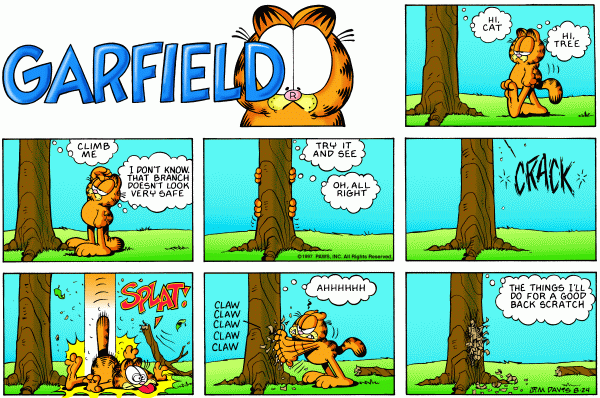 GARFIELD
R
HI,
CAT
HI,
TREE
CLIMB
ME
I DON'T KNOW.
THAT BRANCH
DOESN'T LOOK
VERY SAFE
TRY IT
AND SEE
OH, ALL
RIGHT
©1997 PAWS, INC. All Rights Reserved.
CRACK
SPLAT!
CLAW
CLAW
CLAW
CLAW
CLAW
AHHHHHH
THE THINGS I'LL
DO FOR A GOOD
BACK SCRATCH
JIM DAVIS 8-24